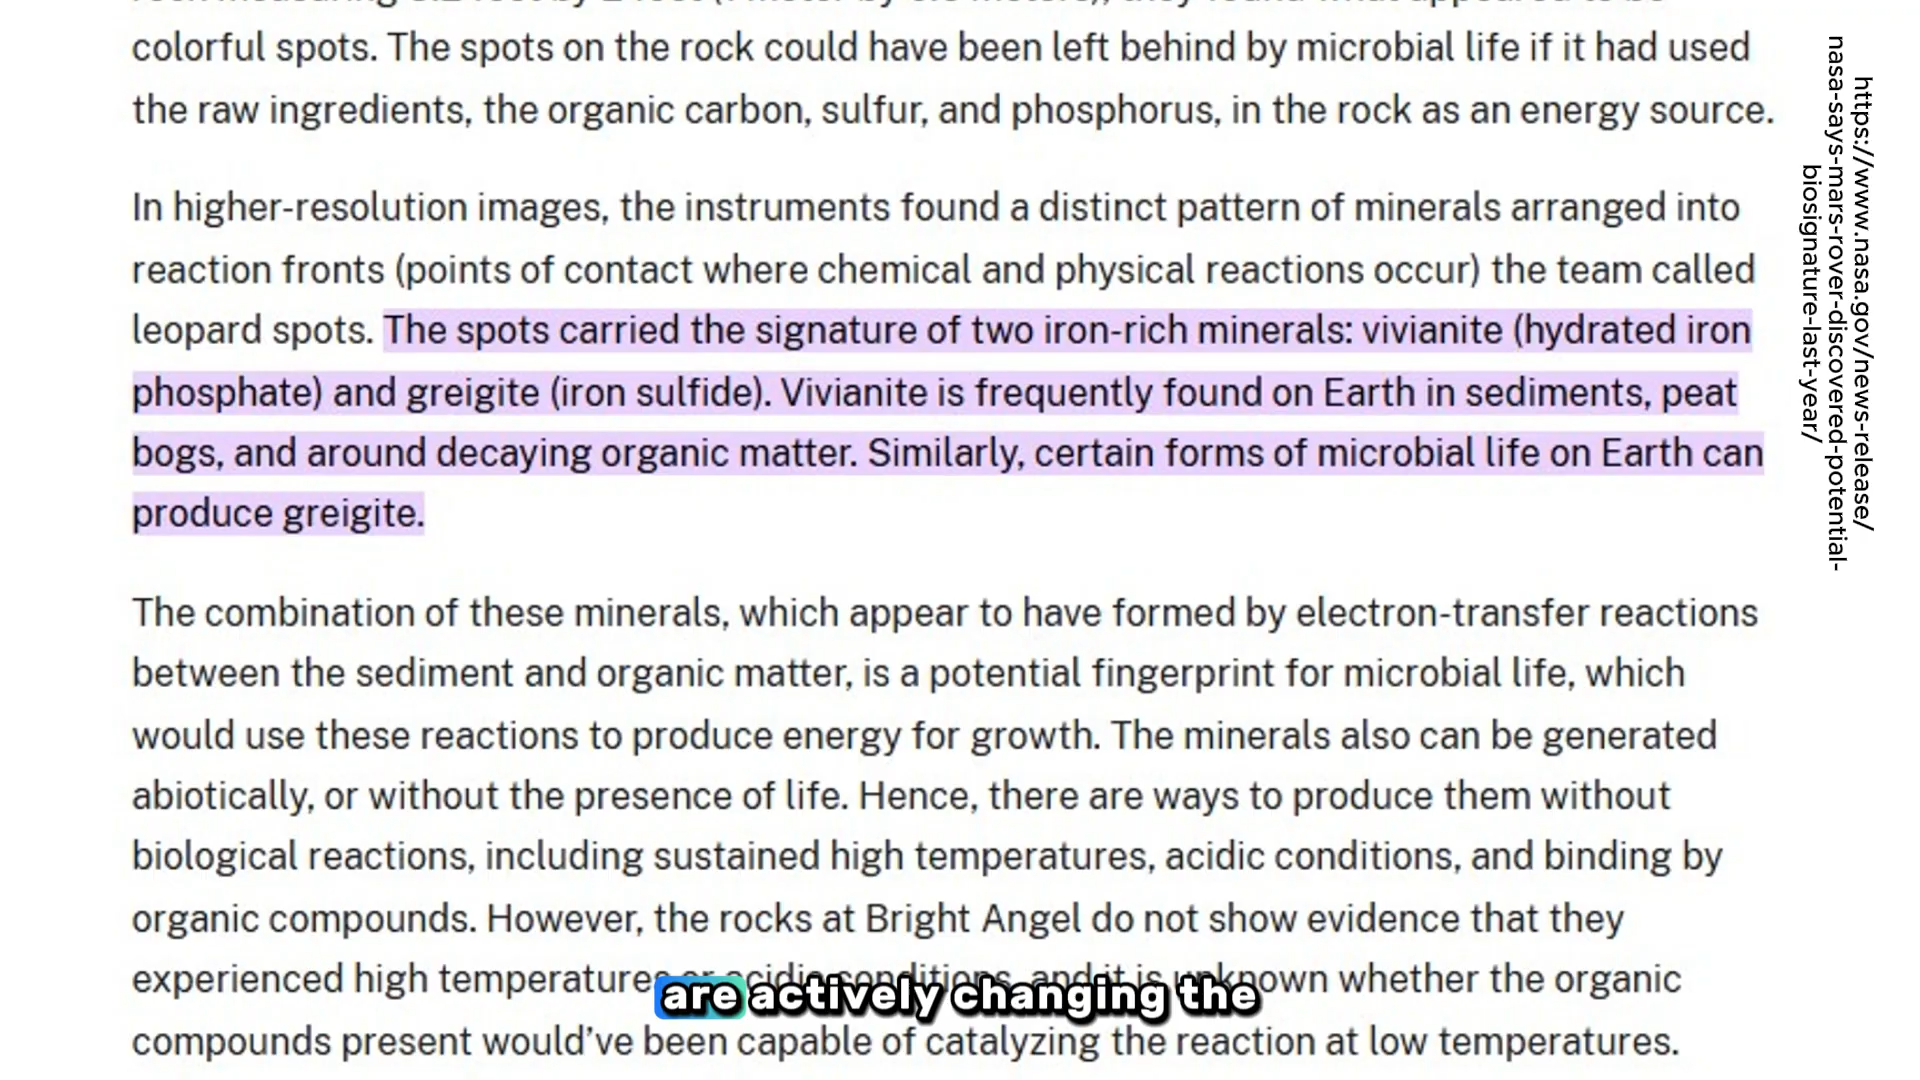 colorful spots. The spots on the rock could have been left behind by microbial life if it had used
the raw ingredients, the organic carbon, sulfur, and phosphorus, in the rock as an energy source.
In higher-resolution images, the instruments found a distinct pattern of minerals arranged into
reaction fronts (points of contact where chemical and physical reactions occur) the team called
leopard spots. The spots carried the signature of two iron-rich minerals: vivianite (hydrated iron
phosphate) and greigite (iron sulfide). Vivianite is frequently found on Earth in sediments, peat
bogs, and around decaying organic matter. Similarly, certain forms of microbial life on Earth can
produce greigite.
The combination of these minerals, which appear to have formed by electron-transfer reactions
between the sediment and organic matter, is a potential fingerprint for microbial life, which
would use these reactions to produce energy for growth. The minerals also can be generated
abiotically, or without the presence of life. Hence, there are ways to produce them without
biological reactions, including sustained high temperatures, acidic conditions, and binding by
organic compounds. However, the rocks at Bright Angel do not show evidence that they
experienced high temperatures or acidic conditions, and it is unknown whether the organic
compounds present would’ve been capable of catalyzing the reaction at low temperatures.
are actively changing the
https://www.nasa.gov/news-release/
nasa-says-mars-rover-discovered-potential-
biosignature-last-year/